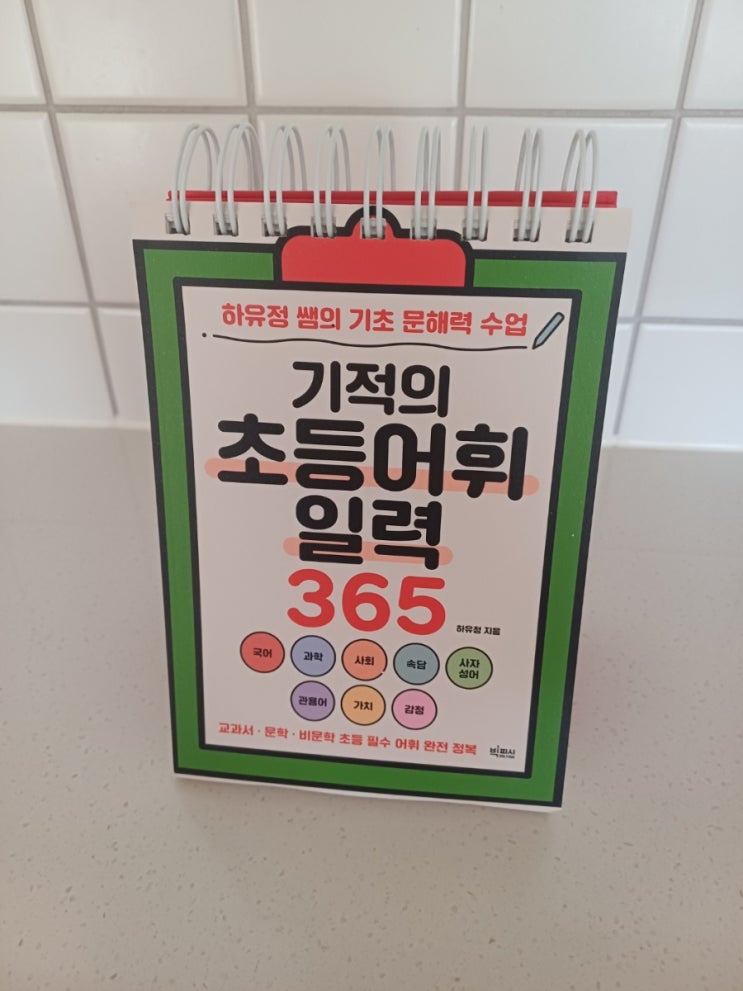 하유정 쌤의 기초 문해력 수업
기적의
초등어휘
일력
365
하유정 지음
국어
과학
사회
속담
사자
성어
관용어
가치
감정
교과서 · 문학 · 비문학 초등 필수 어휘 완전 정복
빅피시